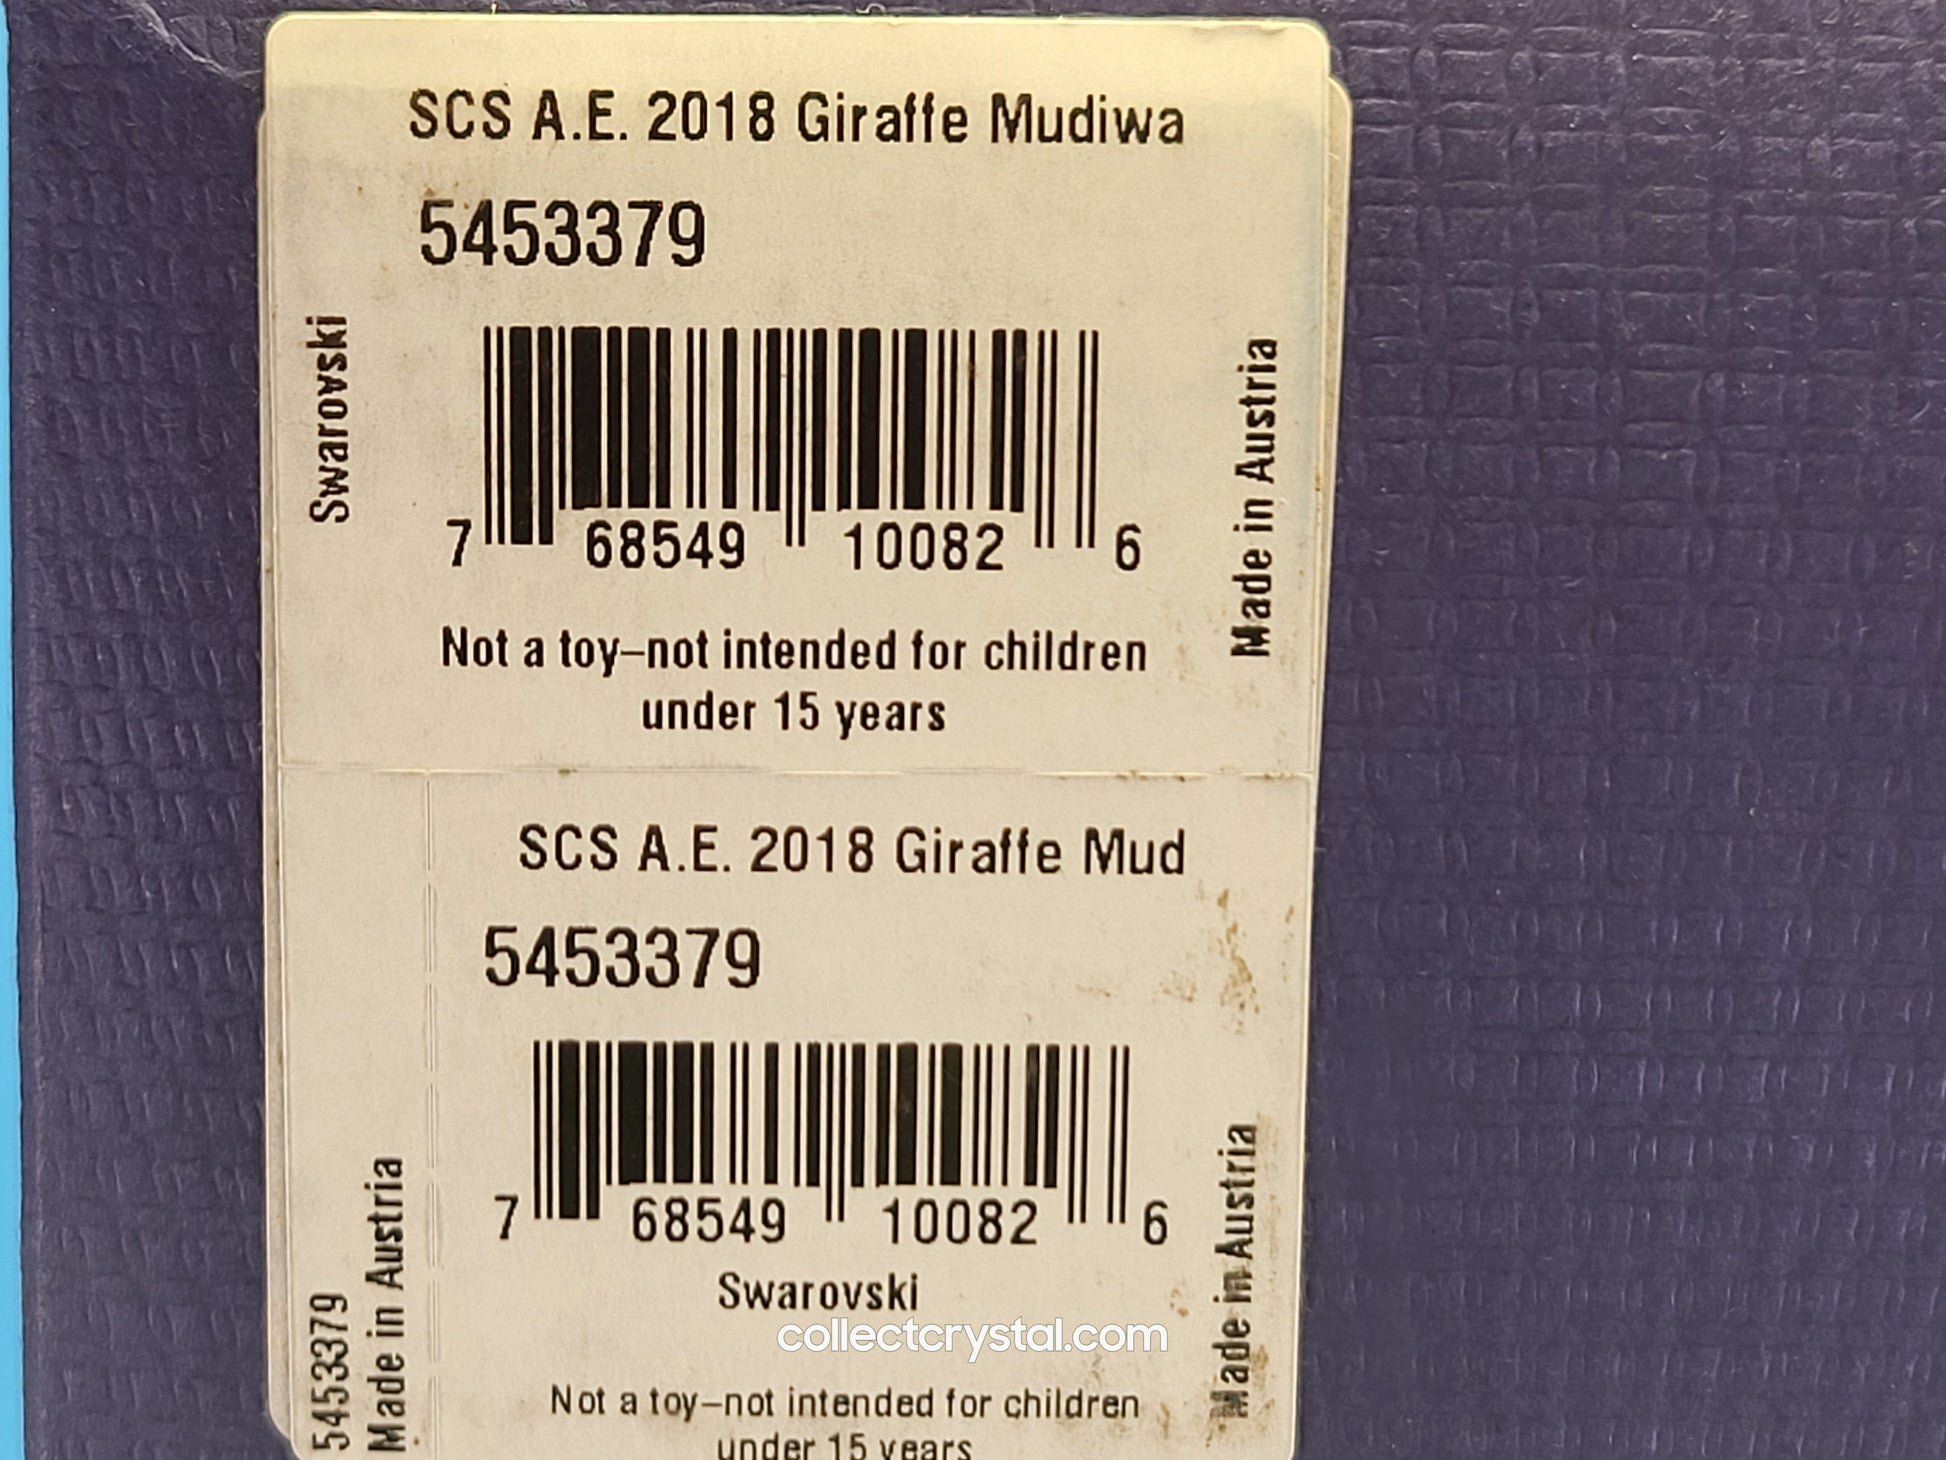 SCS A.E. 2018 Giraffe Mudiwa
5453379
Swarovski
7 68549 10082 6
Made in Austria
Not a toy–not intended for children
under 15 years
SCS A.E. 2018 Giraffe Mud
5453379
7 68549 10082 6
Swarovski
collectcrystal.com
Made in Austria
Not a toy–not intended for children
under 15 years
5453379
Made in Austria